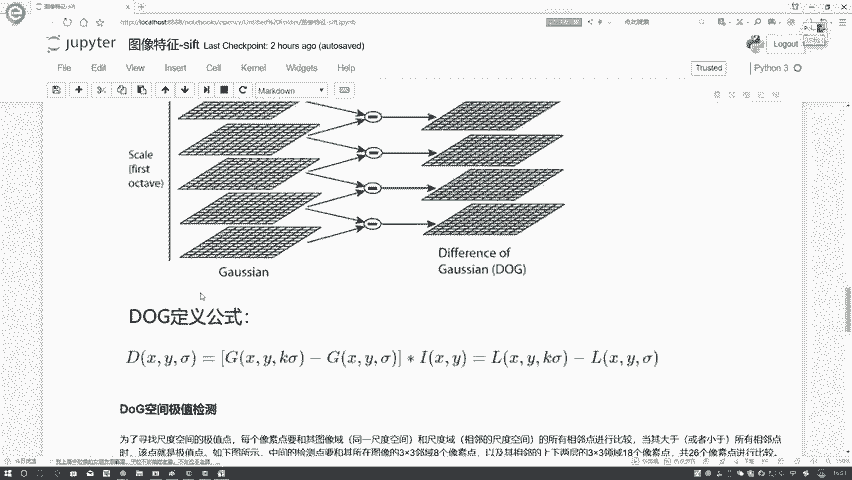 图像特征-sift
jupyter 图像特征-sift Last Checkpoint: 2 hours ago (autosaved)
Logout
File Edit View Insert Cell Kernel Widgets Help
Trusted Python 3
Markdown
Scale
(first
octave)
Gaussian
Difference of
Gaussian (DOG)
DOG定义公式：
D(x, y, σ) = [G(x, y, kσ) − G(x, y, σ)] ∗ I(x, y) = L(x, y, kσ) − L(x, y, σ)
DoG空间极值检测
为了寻找尺度空间的极值点，每个像素点要和其图像域（同一尺度空间）和尺度域（相邻的尺度空间）的所有相邻点进行比较，当其大于（或者小于）所有相邻点
时，该点就是极值点。如下图所示，中间的检测点要和其所在图像的3×3邻域8个像素点，以及其相邻的上下两层的3×3领域18个像素点，共26个像素点进行比较。